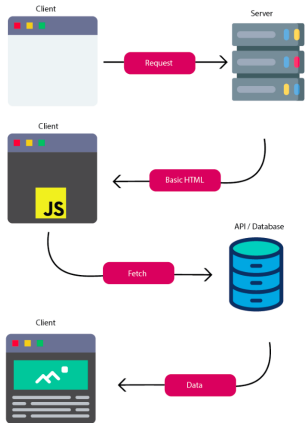 Client
Server
Request
Client
Basic HTML
JS
API / Database
Fetch
Client
Data